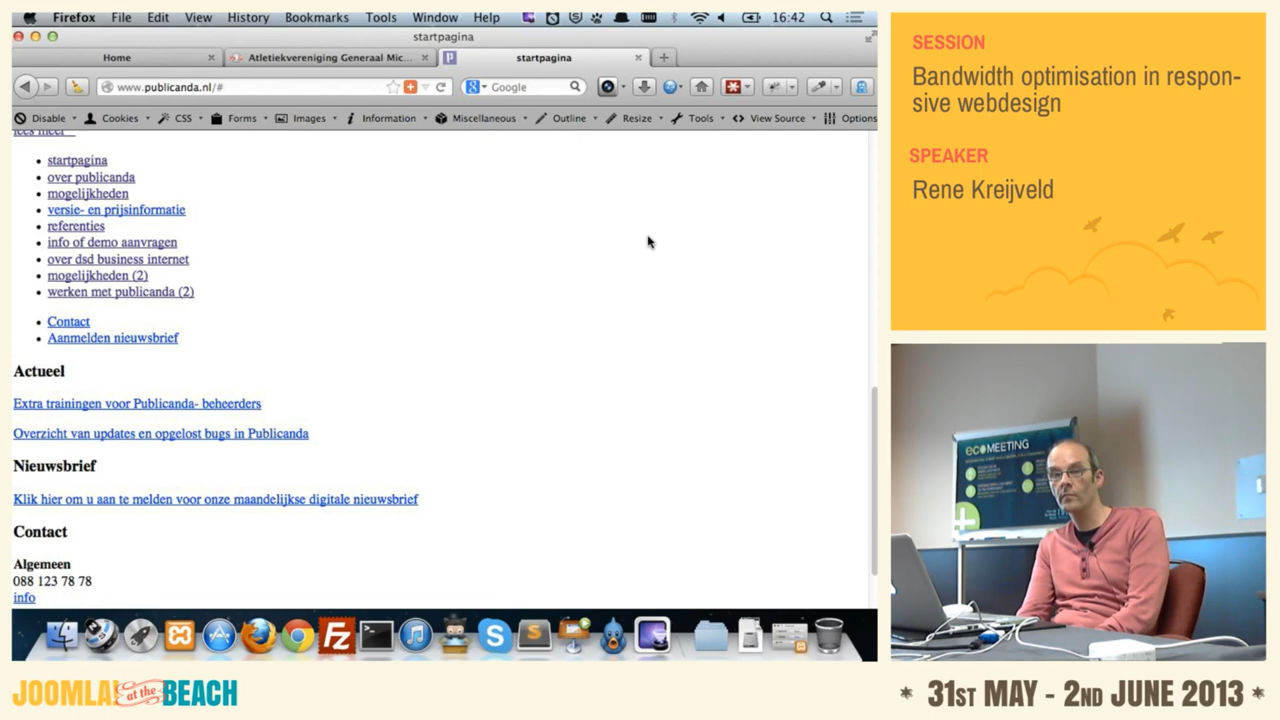 Firefox File Edit View History Bookmarks Tools Window Help 16:42
startpagina
Home Atletiekvereniging Generaal Mic... startpagina
www.publicanda.nl/# Google
Disable Cookies CSS Forms Images Information Miscellaneous Outline Resize Tools View Source Options
lees meer
startpagina
over publicanda
mogelijkheden
versie- en prijsinformatie
referenties
info of demo aanvragen
over dsd business internet
mogelijkheden (2)
werken met publicanda (2)
Contact
Aanmelden nieuwsbrief
Actueel
Extra trainingen voor Publicanda- beheerders
Overzicht van updates en opgelost bugs in Publicanda
Nieuwsbrief
Klik hier om u aan te melden voor onze maandelijkse digitale nieuwsbrief
Contact
Algemeen
088 123 78 78
info
SESSION
Bandwidth optimisation in respon-
sive webdesign
SPEAKER
Rene Kreijveld
ecoMEETING
JOOMLA! at the BEACH
* 31ST MAY - 2ND JUNE 2013 *